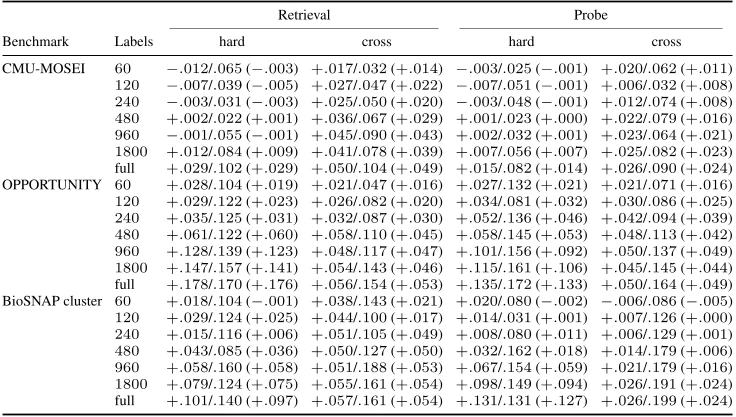 Retrieval Probe
Benchmark Labels hard cross hard cross
CMU-MOSEI 60 −.012/.065 (−.003) +.017/.032 (+.014) −.003/.025 (−.001) +.020/.062 (+.011)
120 −.007/.039 (−.005) +.027/.047 (+.022) −.007/.051 (−.001) +.006/.032 (+.008)
240 −.003/.031 (−.003) +.025/.050 (+.020) −.003/.048 (−.001) +.012/.074 (+.008)
480 +.002/.022 (+.001) +.036/.067 (+.029) +.001/.023 (+.000) +.022/.079 (+.016)
960 −.001/.055 (−.001) +.045/.090 (+.043) +.002/.032 (+.001) +.023/.064 (+.021)
1800 +.012/.084 (+.009) +.041/.078 (+.039) +.007/.056 (+.007) +.025/.082 (+.023)
full +.029/.102 (+.029) +.050/.104 (+.049) +.015/.082 (+.014) +.026/.090 (+.024)
OPPORTUNITY 60 +.028/.104 (+.019) +.021/.047 (+.016) +.027/.132 (+.021) +.021/.071 (+.016)
120 +.029/.122 (+.023) +.026/.082 (+.020) +.034/.081 (+.032) +.030/.086 (+.025)
240 +.035/.125 (+.031) +.032/.087 (+.030) +.052/.136 (+.046) +.042/.094 (+.039)
480 +.061/.122 (+.060) +.058/.110 (+.045) +.058/.145 (+.053) +.048/.113 (+.042)
960 +.128/.139 (+.123) +.048/.117 (+.047) +.101/.156 (+.092) +.050/.137 (+.049)
1800 +.147/.157 (+.141) +.054/.143 (+.046) +.115/.161 (+.106) +.045/.145 (+.044)
full +.178/.170 (+.176) +.056/.154 (+.053) +.135/.172 (+.133) +.050/.164 (+.049)
BioSNAP cluster 60 +.018/.104 (−.001) +.038/.143 (+.021) +.020/.080 (−.002) −.006/.086 (−.005)
120 +.029/.124 (+.025) +.044/.100 (+.017) +.014/.031 (+.001) +.007/.126 (+.000)
240 +.015/.116 (+.006) +.051/.105 (+.049) +.008/.080 (+.011) +.006/.129 (+.001)
480 +.043/.085 (+.036) +.050/.127 (+.050) +.032/.162 (+.018) +.014/.179 (+.006)
960 +.058/.160 (+.058) +.051/.188 (+.053) +.067/.154 (+.059) +.021/.179 (+.016)
1800 +.079/.124 (+.075) +.055/.161 (+.054) +.098/.149 (+.094) +.026/.191 (+.024)
full +.101/.140 (+.097) +.057/.161 (+.054) +.131/.131 (+.127) +.026/.199 (+.024)